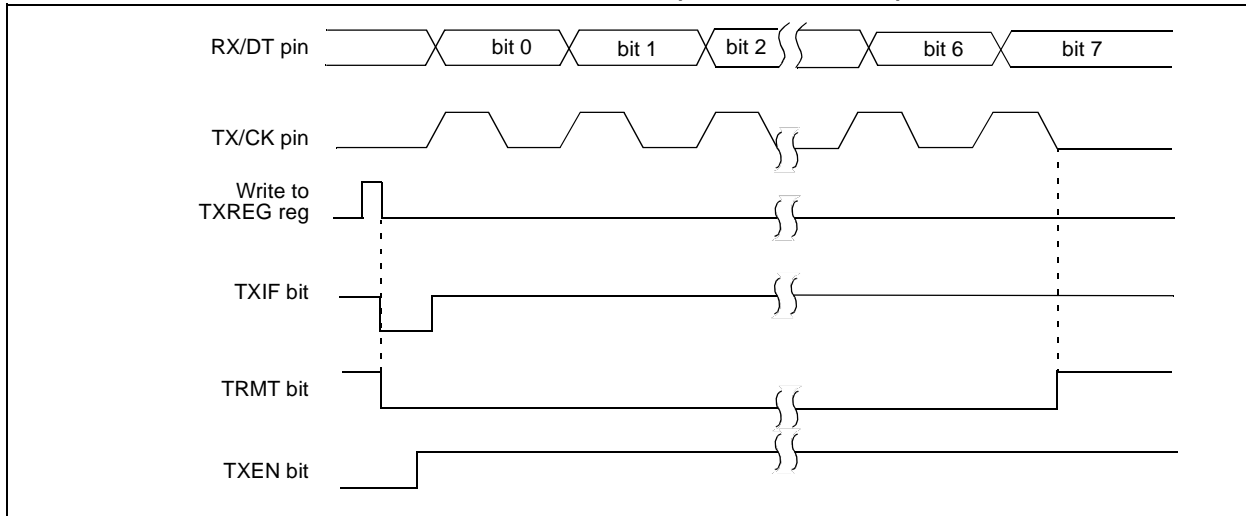 RX/DT pin
bit 0
bit 1
bit 2
bit 6
bit 7
TX/CK pin
Write to
TXREG reg
TXIF bit
TRMT bit
TXEN bit